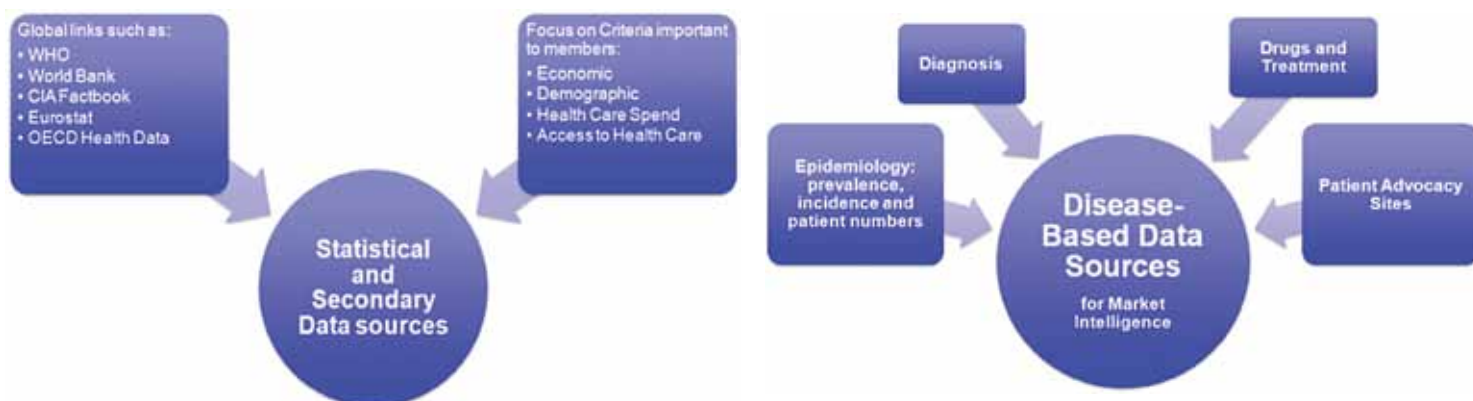 Global links such as:
• WHO
• World Bank
• CIA Factbook
• Eurostat
• OECD Health Data
Focus on Criteria important
to members:
• Economic
• Demographic
• Health Care Spend
• Access to Health Care
Statistical
and
Secondary
Data sources
Diagnosis
Drugs and
Treatment
Epidemiology:
prevalence,
incidence and
patient numbers
Patient Advocacy
Sites
Disease-
Based Data
Sources
for Market
Intelligence